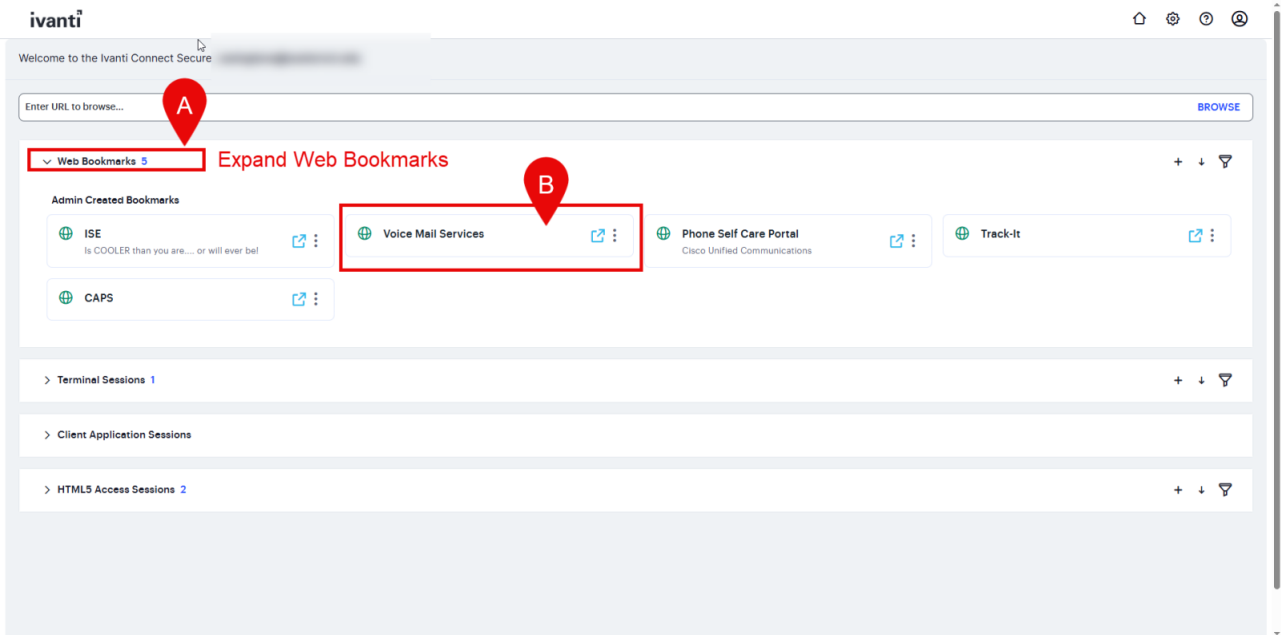 ivanti
Welcome to the Ivanti Connect Secure
Enter URL to browse...
BROWSE
A
Web Bookmarks 5
Expand Web Bookmarks
B
Admin Created Bookmarks
ISE
Is COOLER than you are.... or will ever be!
Voice Mail Services
Phone Self Care Portal
Cisco Unified Communications
Track-It
CAPS
Terminal Sessions 1
Client Application Sessions
HTML5 Access Sessions 2